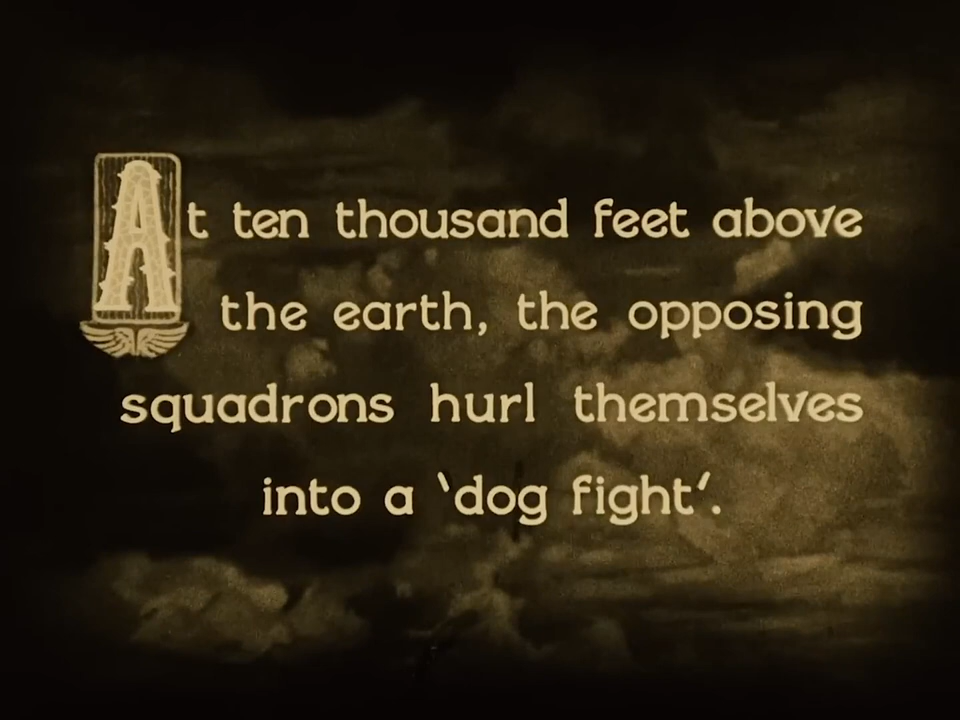 At ten thousand feet above
the earth, the opposing
squadrons hurl themselves
into a 'dog fight'.